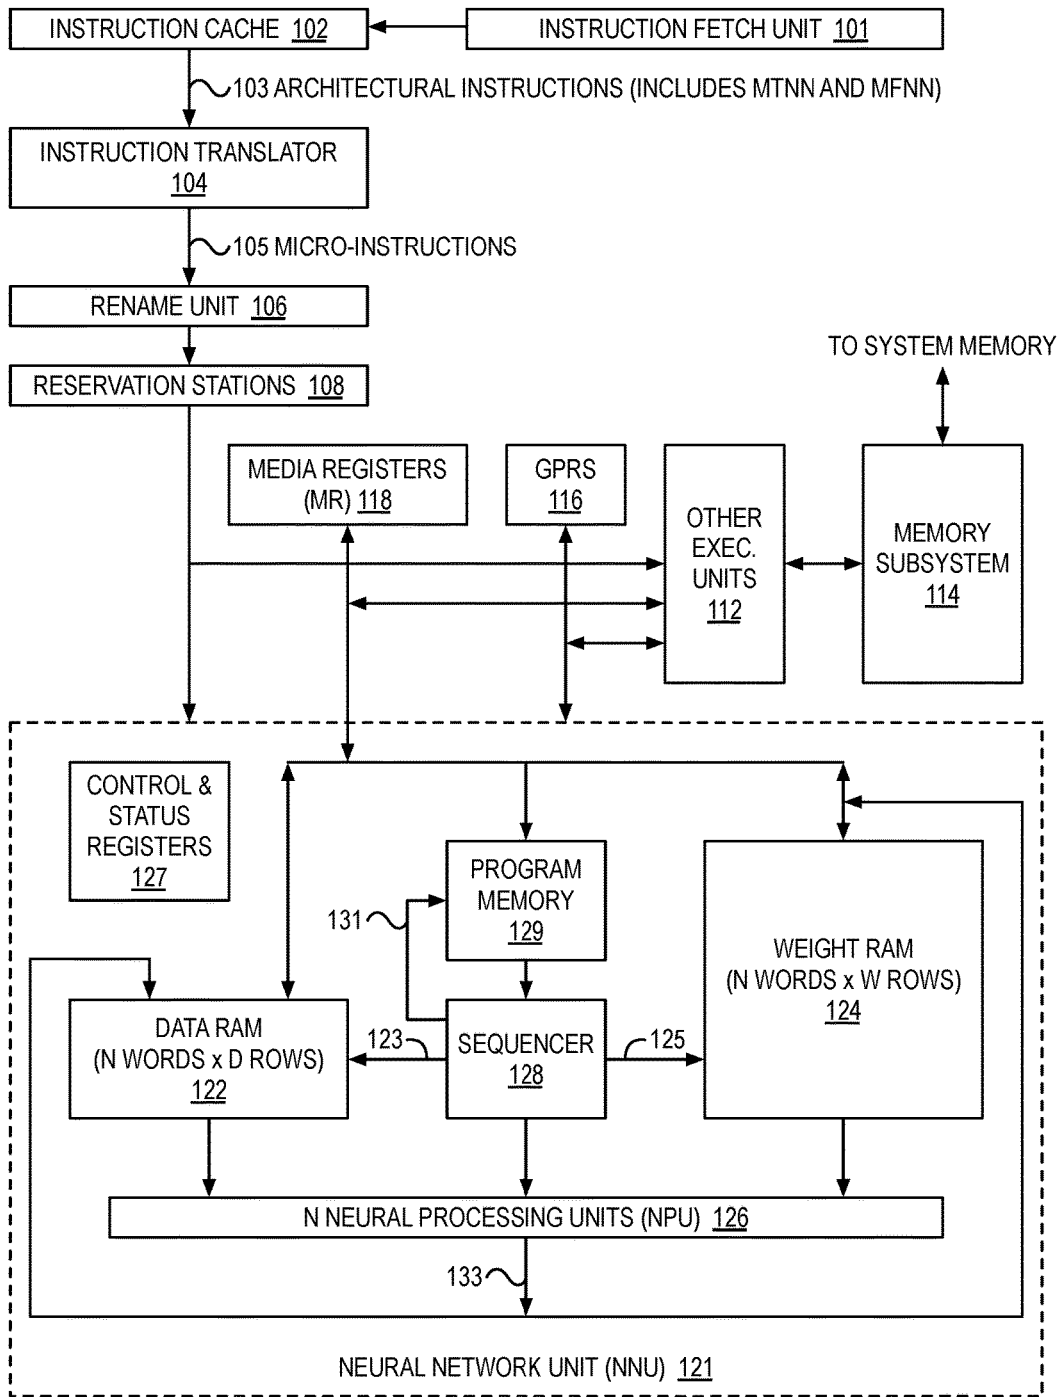 INSTRUCTION CACHE 102
INSTRUCTION FETCH UNIT 101
103 ARCHITECTURAL INSTRUCTIONS (INCLUDES MTNN AND MFNN)
INSTRUCTION TRANSLATOR
104
105 MICRO-INSTRUCTIONS
RENAME UNIT 106
RESERVATION STATIONS 108
TO SYSTEM MEMORY
MEDIA REGISTERS
(MR) 118
GPRS
116
OTHER
EXEC.
UNITS
112
MEMORY
SUBSYSTEM
114
CONTROL &
STATUS
REGISTERS
127
PROGRAM
MEMORY
129
131
WEIGHT RAM
(N WORDS x W ROWS)
124
DATA RAM
(N WORDS x D ROWS)
122
123
SEQUENCER
128
125
N NEURAL PROCESSING UNITS (NPU) 126
133
NEURAL NETWORK UNIT (NNU) 121